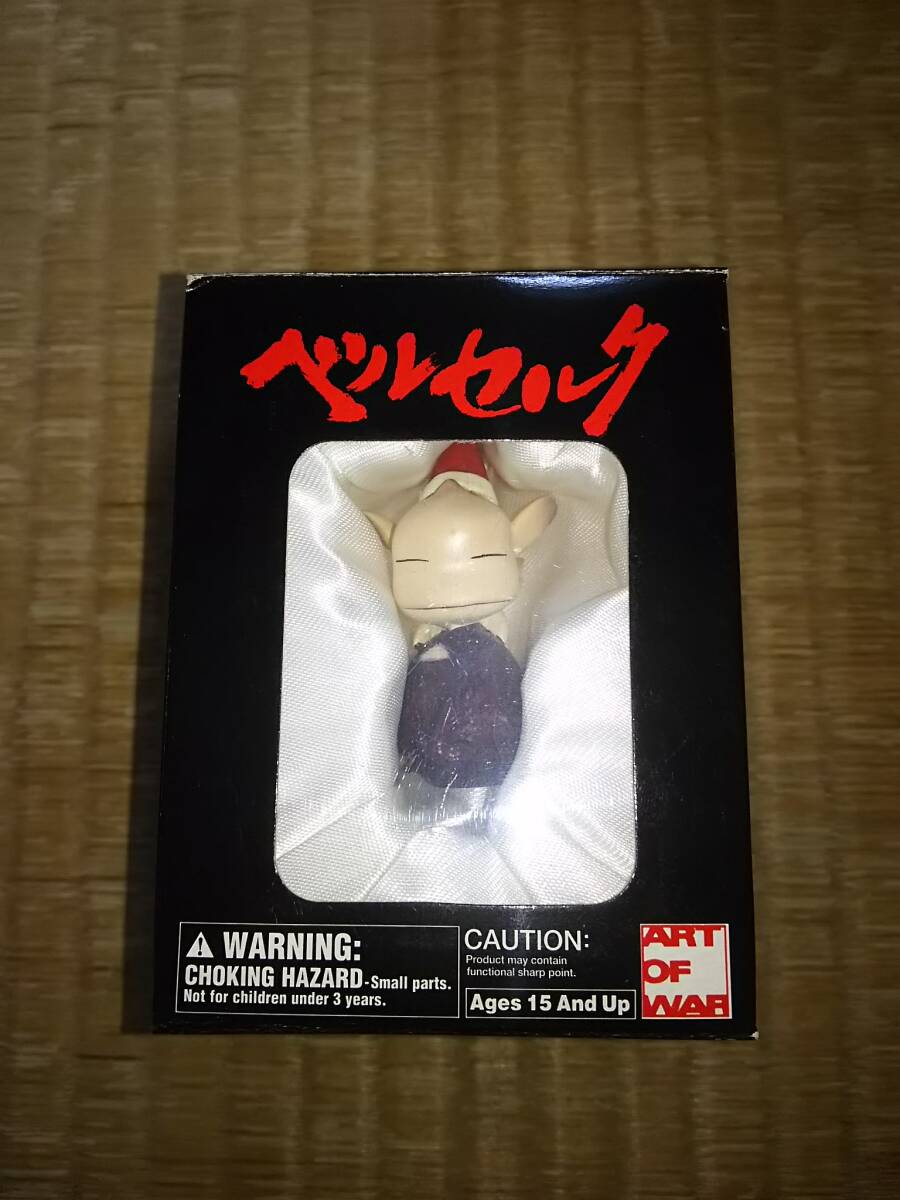 ベルセルク
WARNING:
CHOKING HAZARD-Small parts.
Not for children under 3 years.
CAUTION:
Product may contain
functional sharp point.
Ages 15 And Up
ART
OF
WAR